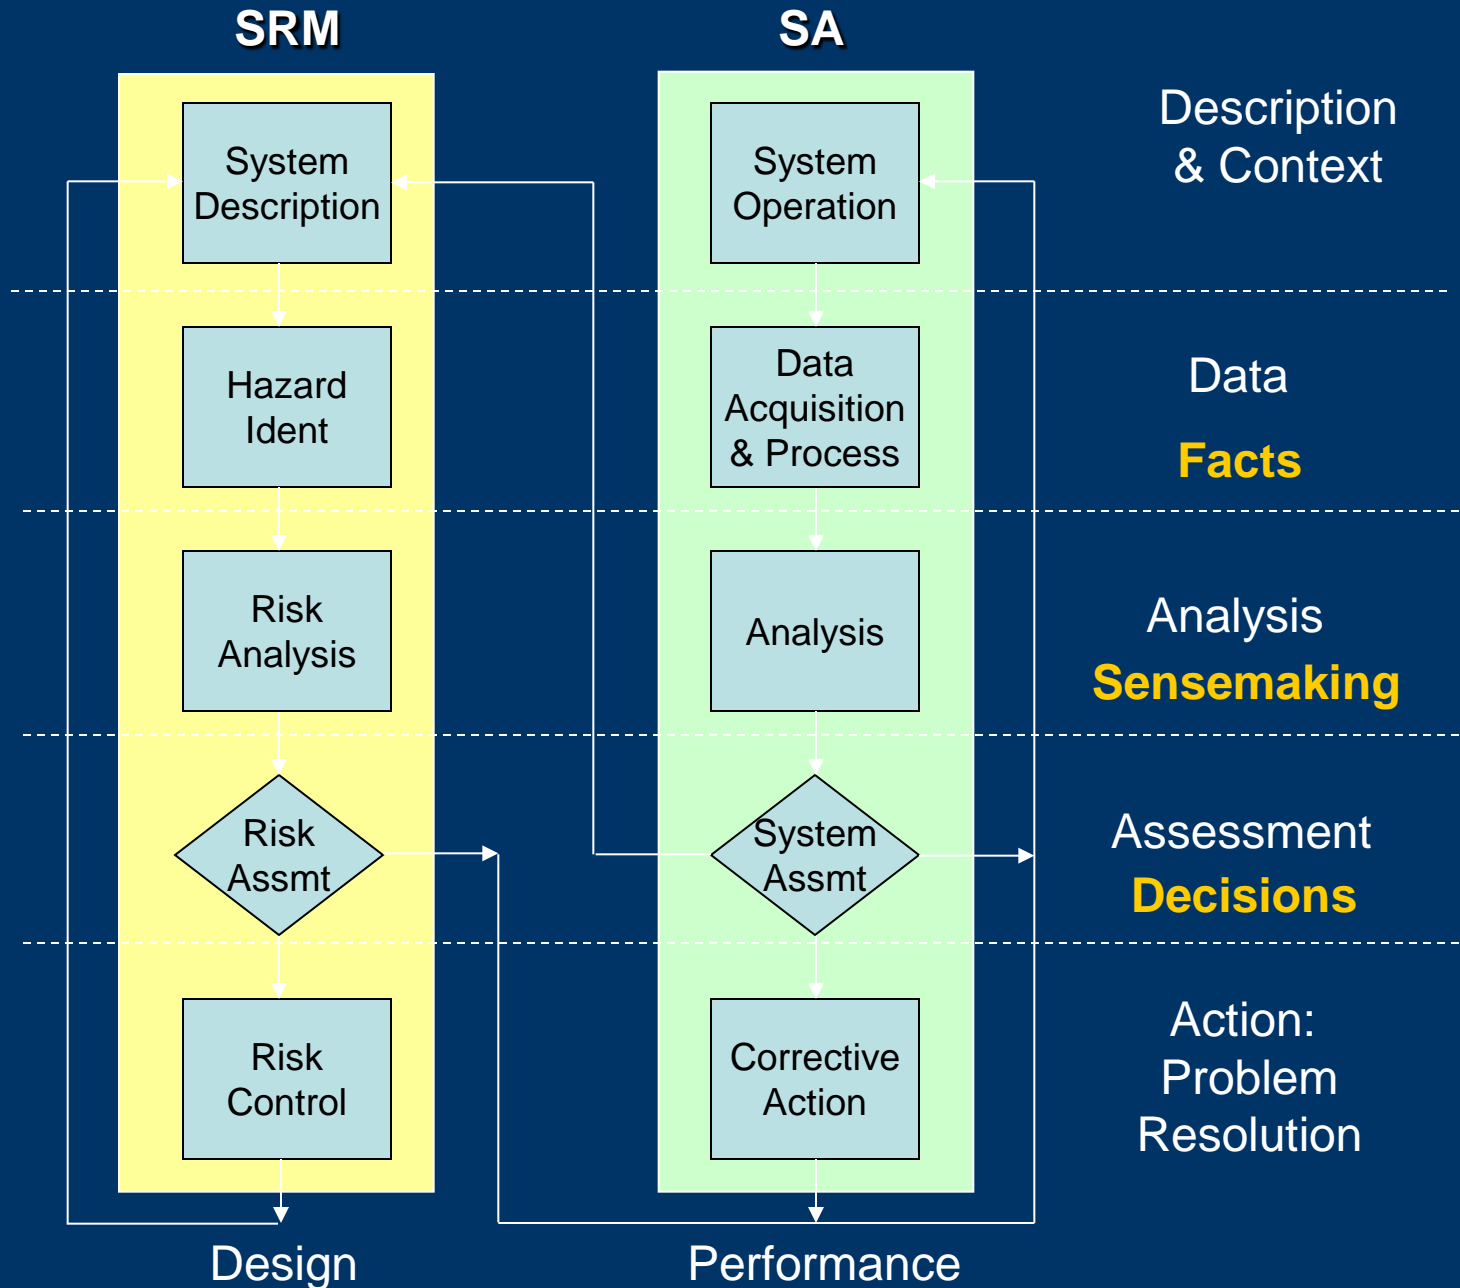 SRM
SA
System
Description
System
Operation
Description
& Context
Hazard
Ident
Data
Acquisition
& Process
Data
Facts
Risk
Analysis
Analysis
Analysis
Sensemaking
Risk
Assmt
System
Assmt
Assessment
Decisions
Risk
Control
Corrective
Action
Action:
Problem
Resolution
Design
Performance